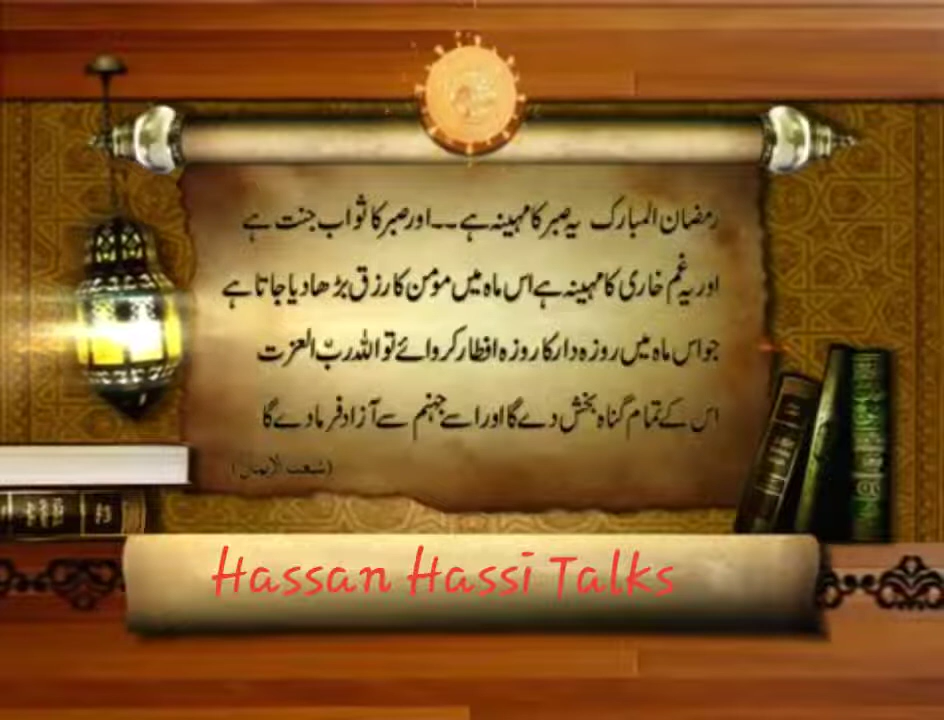 رمضان المبارک یہ صبر کا مہینہ ہے ۔۔ اور صبر کا ثواب جنت ہے
اور یہ غم خاری کا مہینہ ہے اس ماہ میں مومن کا رزق بڑھا دیا جاتا ہے
جو اس ماہ میں روزہ دار کا روزہ افطار کروائے تو اللہ ربّ العزت
اس کے تمام گناہ بخش دے گا اور اسے جہنم سے آزاد فرما دے گا
(شعب الایمان)
Hassan Hassi Talks